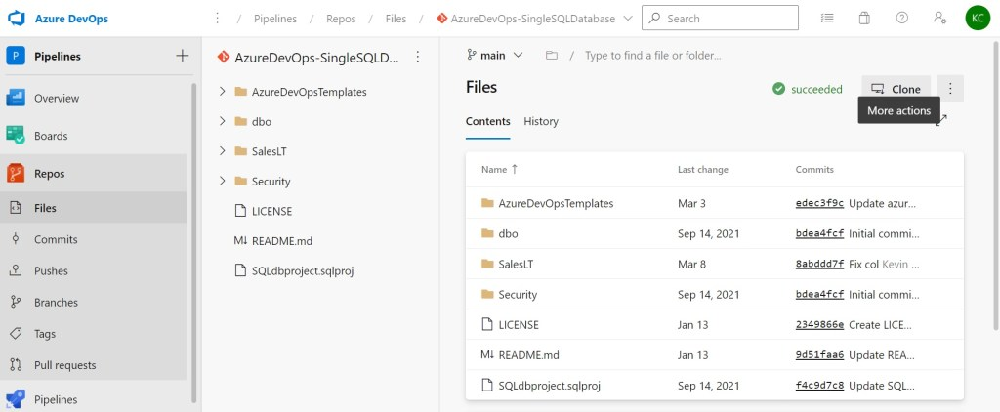 Azure DevOps
/ Pipelines / Repos / Files / AzureDevOps-SingleSQLDatabase
Search
KC
P Pipelines
Overview
Boards
Repos
Files
Commits
Pushes
Branches
Tags
Pull requests
Pipelines
AzureDevOps-SingleSQLD...
AzureDevOpsTemplates
dbo
SalesLT
Security
LICENSE
M↓ README.md
SQLdbproject.sqlproj
main / Type to find a file or folder...
Files
succeeded
Clone
More actions
Contents History
Name ↑ Last change Commits
AzureDevOpsTemplates Mar 3 edec3f9c Update azur...
dbo Sep 14, 2021 bdea4fcf Initial commi...
SalesLT Mar 8 8abddd7f Fix col Kevin ...
Security Sep 14, 2021 bdea4fcf Initial commi...
LICENSE Jan 13 2349866e Create LICE...
M↓ README.md Jan 13 9d51faa6 Update REA...
SQLdbproject.sqlproj Sep 14, 2021 f4c9d7c8 Update SQL...